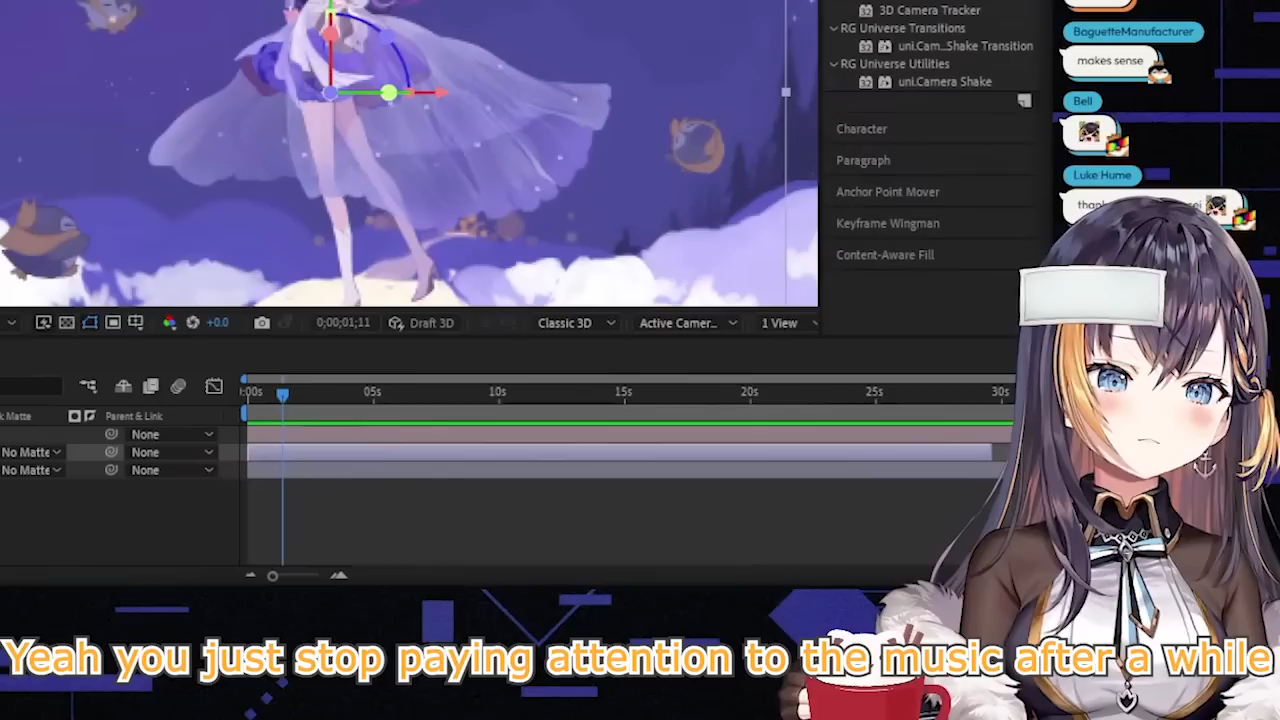 3D Camera Tracker
RG Universe Transitions
uni.Cam...Shake Transition
RG Universe Utilities
uni.Camera Shake
Character
Paragraph
Anchor Point Mover
Keyframe Wingman
Content-Aware Fill
BaguetteManufacturer
makes sense
Bell
Luke Hume
+0.0
0;00;01;11
Draft 3D
Classic 3D
Active Camer...
1 View
:00s
05s
10s
15s
20s
25s
30s
Matte
Parent & Link
None
No Matte
None
No Matte
None
Yeah you just stop paying attention to the music after a while